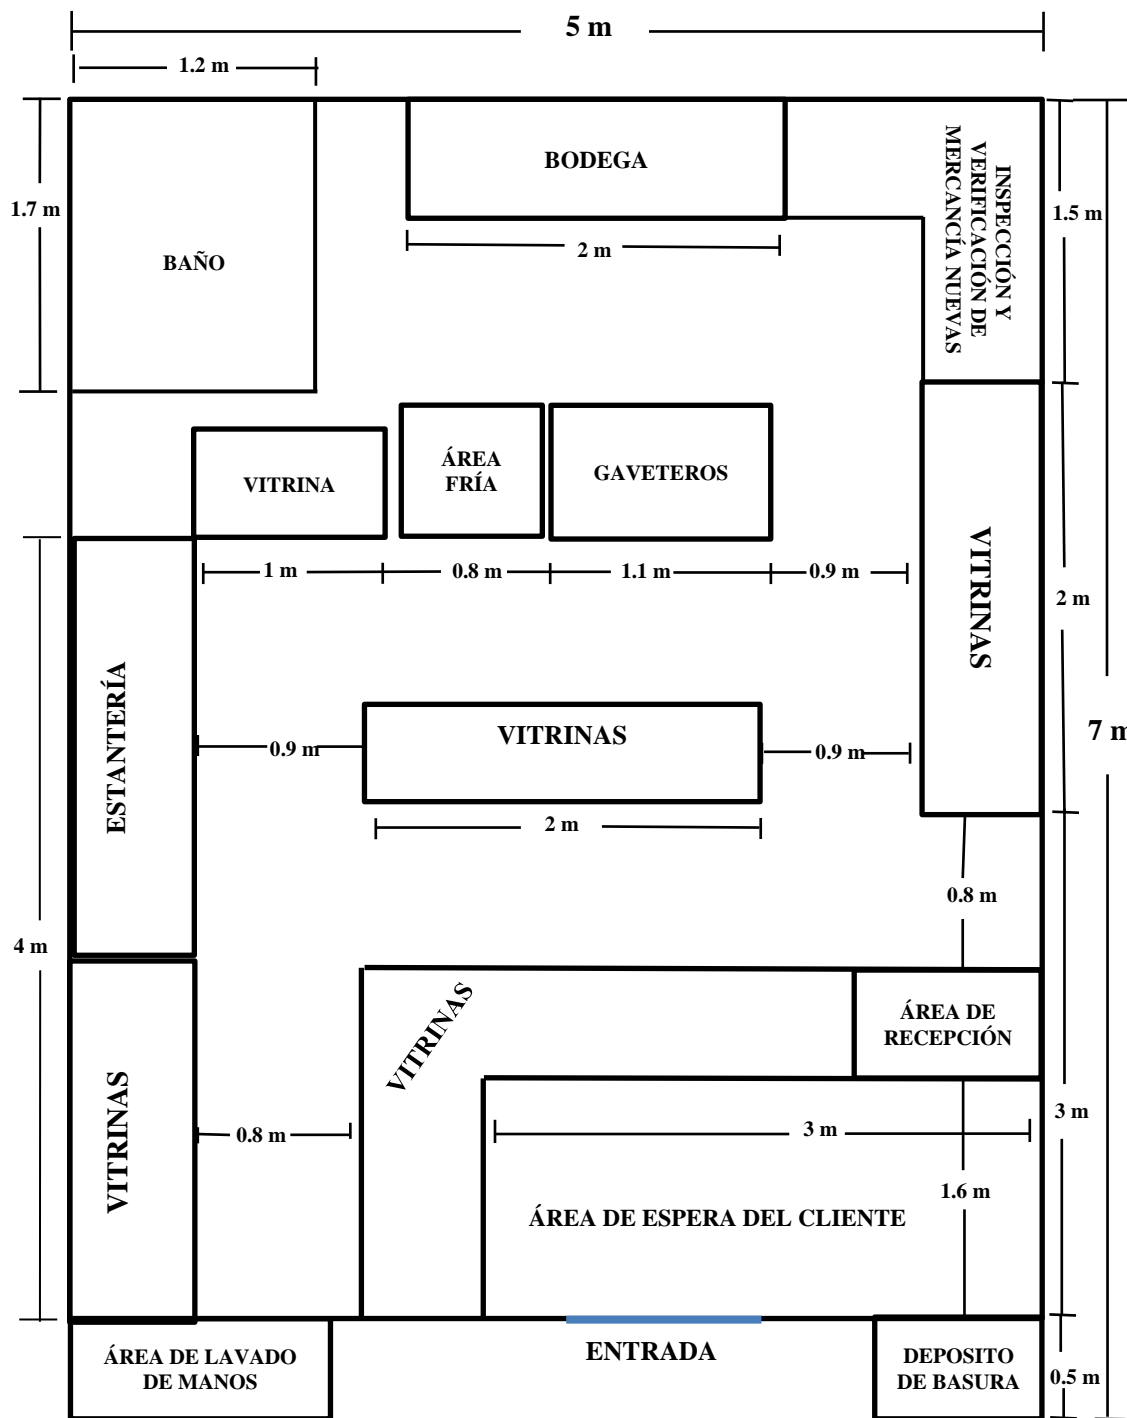 5 m
1.2 m
BODEGA
INSPECCIÓN Y
VERIFICACIÓN DE
MERCANCÍA NUEVAS
1.7 m
1.5 m
2 m
BAÑO
VITRINA
ÁREA
FRÍA
GAVETEROS
1 m
0.8 m
1.1 m
0.9 m
VITRINAS
2 m
ESTANTERÍA
0.9 m
VITRINAS
0.9 m
7 m
2 m
0.8 m
4 m
VITRINAS
ÁREA DE
RECEPCIÓN
VITRINAS
0.8 m
3 m
3 m
1.6 m
ÁREA DE ESPERA DEL CLIENTE
ÁREA DE LAVADO
DE MANOS
ENTRADA
DEPOSITO
DE BASURA
0.5 m